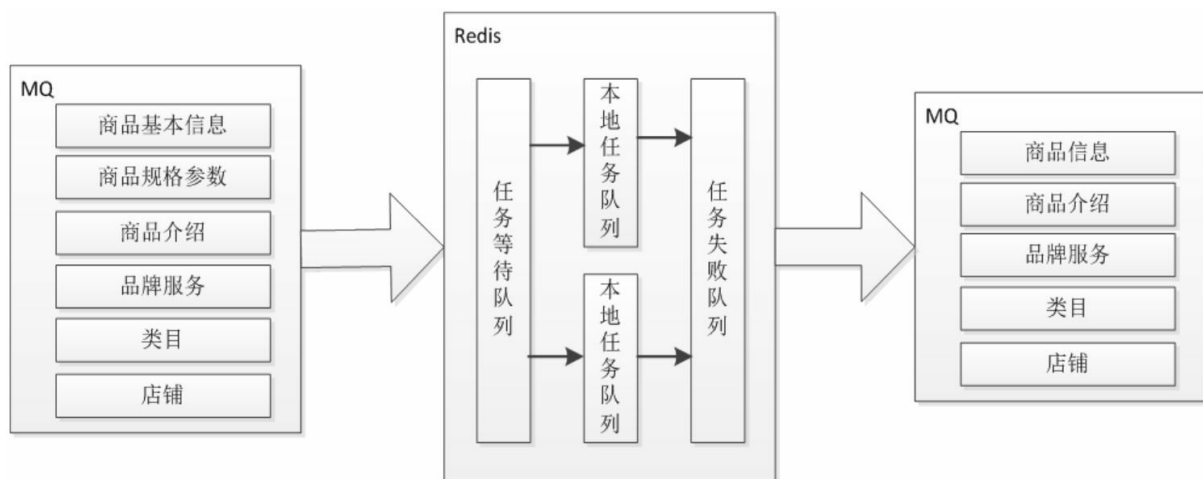 MQ
商品基本信息
商品规格参数
商品介绍
品牌服务
类目
店铺
Redis
任务等待队列
本地任务队列
本地任务队列
任务失败队列
MQ
商品信息
商品介绍
品牌服务
类目
店铺